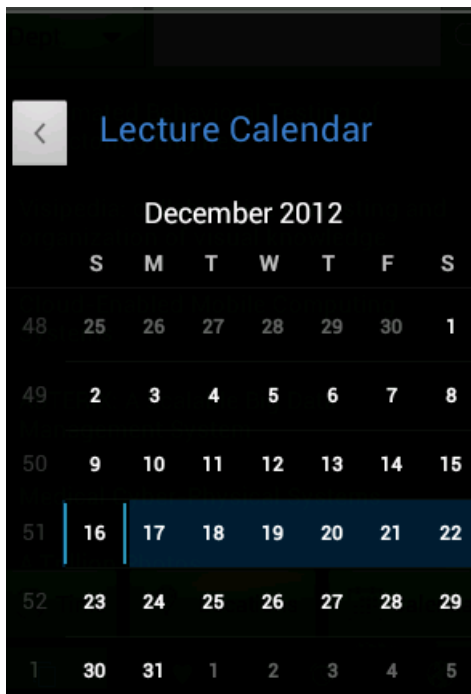 <
Lecture Calendar
December 2012
S M T W T F S
48 25 26 27 28 29 30 1
49 2 3 4 5 6 7 8
50 9 10 11 12 13 14 15
51 16 17 18 19 20 21 22
52 23 24 25 26 27 28 29
1 30 31 1 2 3 4 5